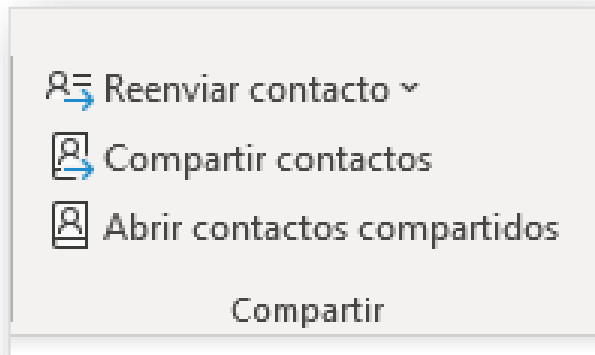 Reenviar contacto
Compartir contactos
Abrir contactos compartidos
Compartir